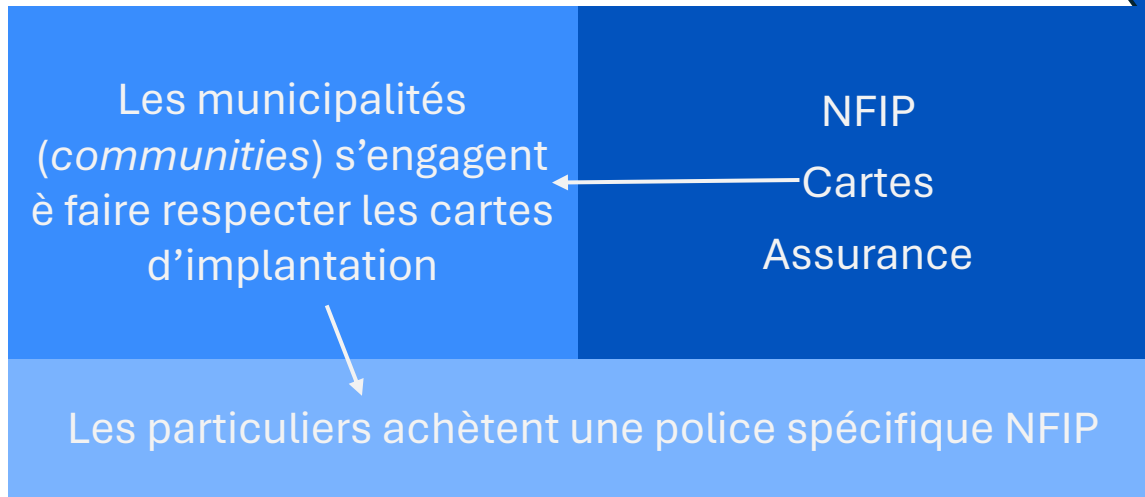 Les municipalités
(communities) s’engagent
è faire respecter les cartes
d’implantation
NFIP
Cartes
Assurance
Les particuliers achètent une police spécifique NFIP